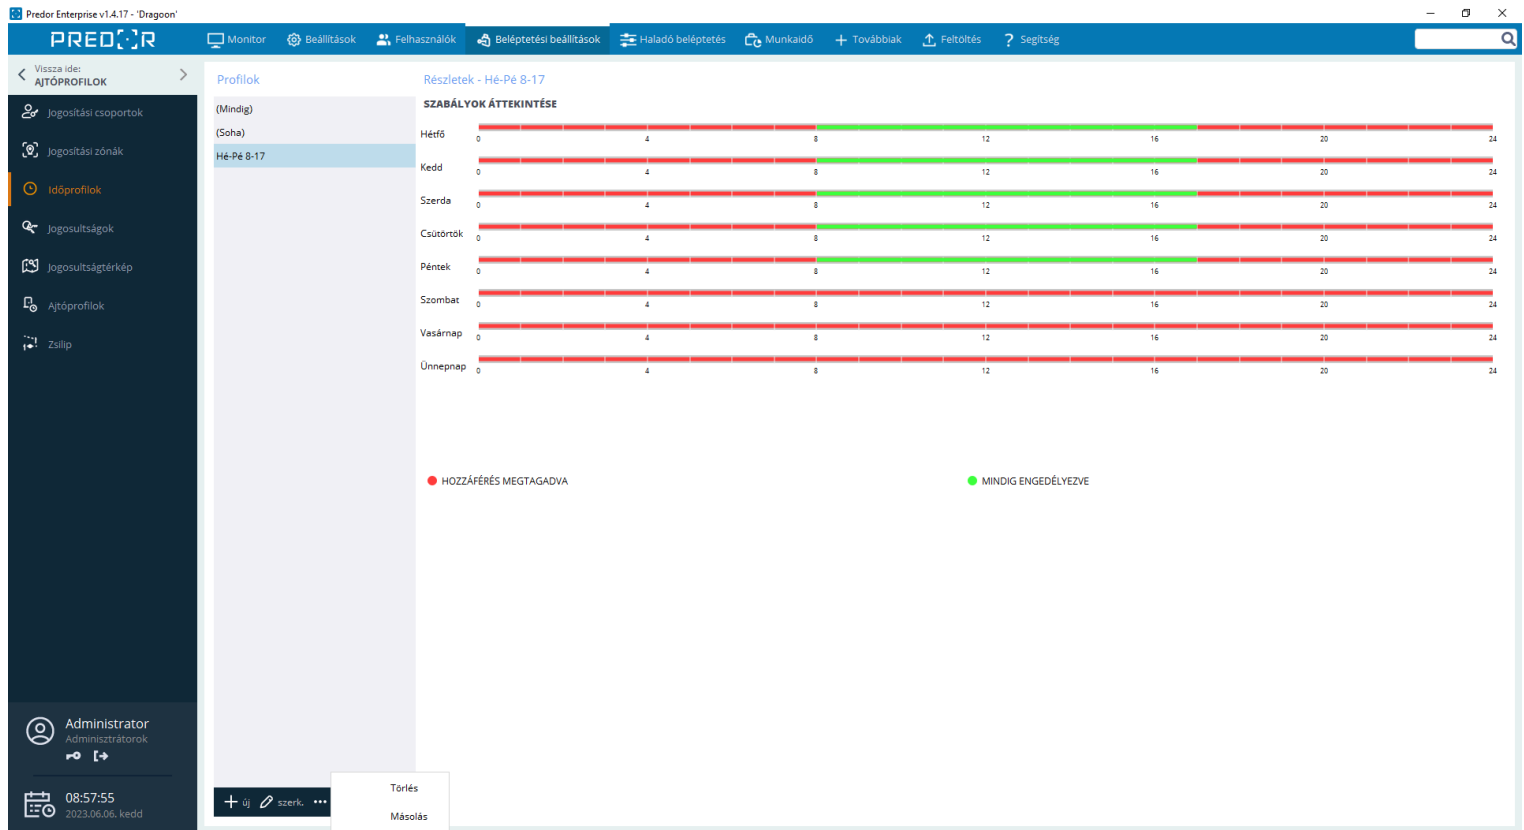 Predor Enterprise v1.4.17 - 'Dragoon'
PREDOR
Monitor
Beállítások
Felhasználók
Beléptetési beállítások
Haladó beléptetés
Munkaidő
Továbbiak
Feltöltés
Segítség
Vissza ide:
AJTÓPROFILOK
Jogosítási csoportok
Jogosítási zónák
Időprofilok
Jogosultságok
Jogosultságtérkép
Ajtóprofilok
Zsilip
Administrator
Adminisztrátorok
08:57:55
2023.06.06. kedd
Profilok
(Mindig)
(Soha)
Hé-Pé 8-17
új
szerk.
Törlés
Másolás
Részletek - Hé-Pé 8-17
SZABÁLYOK ÁTTEKINTÉSE
Hétfő
0 4 8 12 16 20 24
Kedd
0 4 8 12 16 20 24
Szerda
0 4 8 12 16 20 24
Csütörtök
0 4 8 12 16 20 24
Péntek
0 4 8 12 16 20 24
Szombat
0 4 8 12 16 20 24
Vasárnap
0 4 8 12 16 20 24
Ünnepnap
0 4 8 12 16 20 24
HOZZÁFÉRÉS MEGTAGADVA
MINDIG ENGEDÉLYEZVE